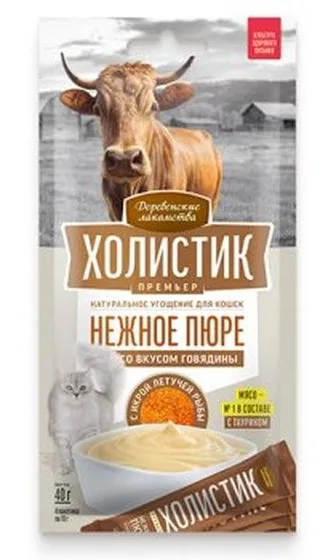 КУЛЬТУРА
ЗДОРОВОГО
ПИТАНИЯ
Деревенские
лакомства
ХОЛИСТИК
ПРЕМЬЕР
НАТУРАЛЬНОЕ УГОЩЕНИЕ ДЛЯ КОШЕК
НЕЖНОЕ ПЮРЕ
СО ВКУСОМ ГОВЯДИНЫ
С ИКРОЙ ЛЕТУЧЕЙ РЫБЫ
МЯСО –
№ 1 В СОСТАВЕ
С ТАУРИНОМ
40 г
ХОЛИСТИК